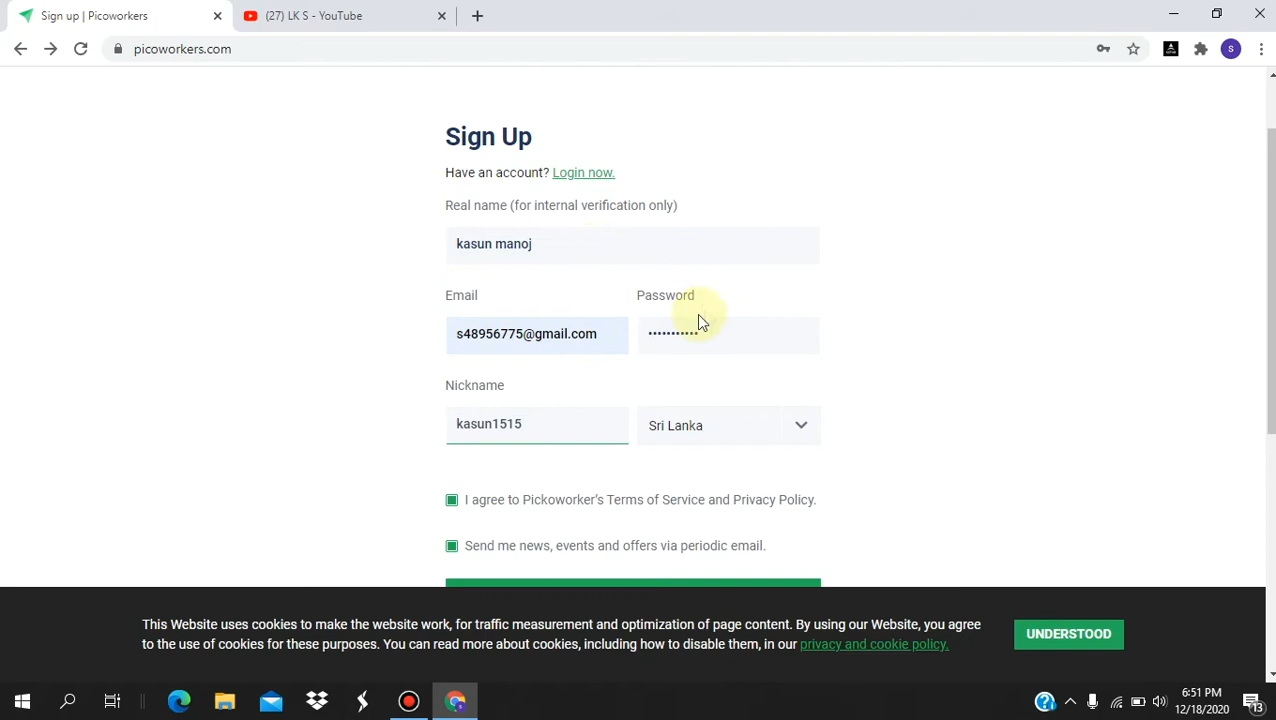 Sign up | Picoworkers
(27) LK S - YouTube
picoworkers.com
S
Sign Up
Have an account? Login now.
Real name (for internal verification only)
kasun manoj
Email
Password
s48956775@gmail.com
•••••••••••
Nickname
kasun1515
Sri Lanka
I agree to Pickoworker's Terms of Service and Privacy Policy.
Send me news, events and offers via periodic email.
This Website uses cookies to make the website work, for traffic measurement and optimization of page content. By using our Website, you agree
to the use of cookies for these purposes. You can read more about cookies, including how to disable them, in our privacy and cookie policy.
UNDERSTOOD
6:51 PM
12/18/2020
13